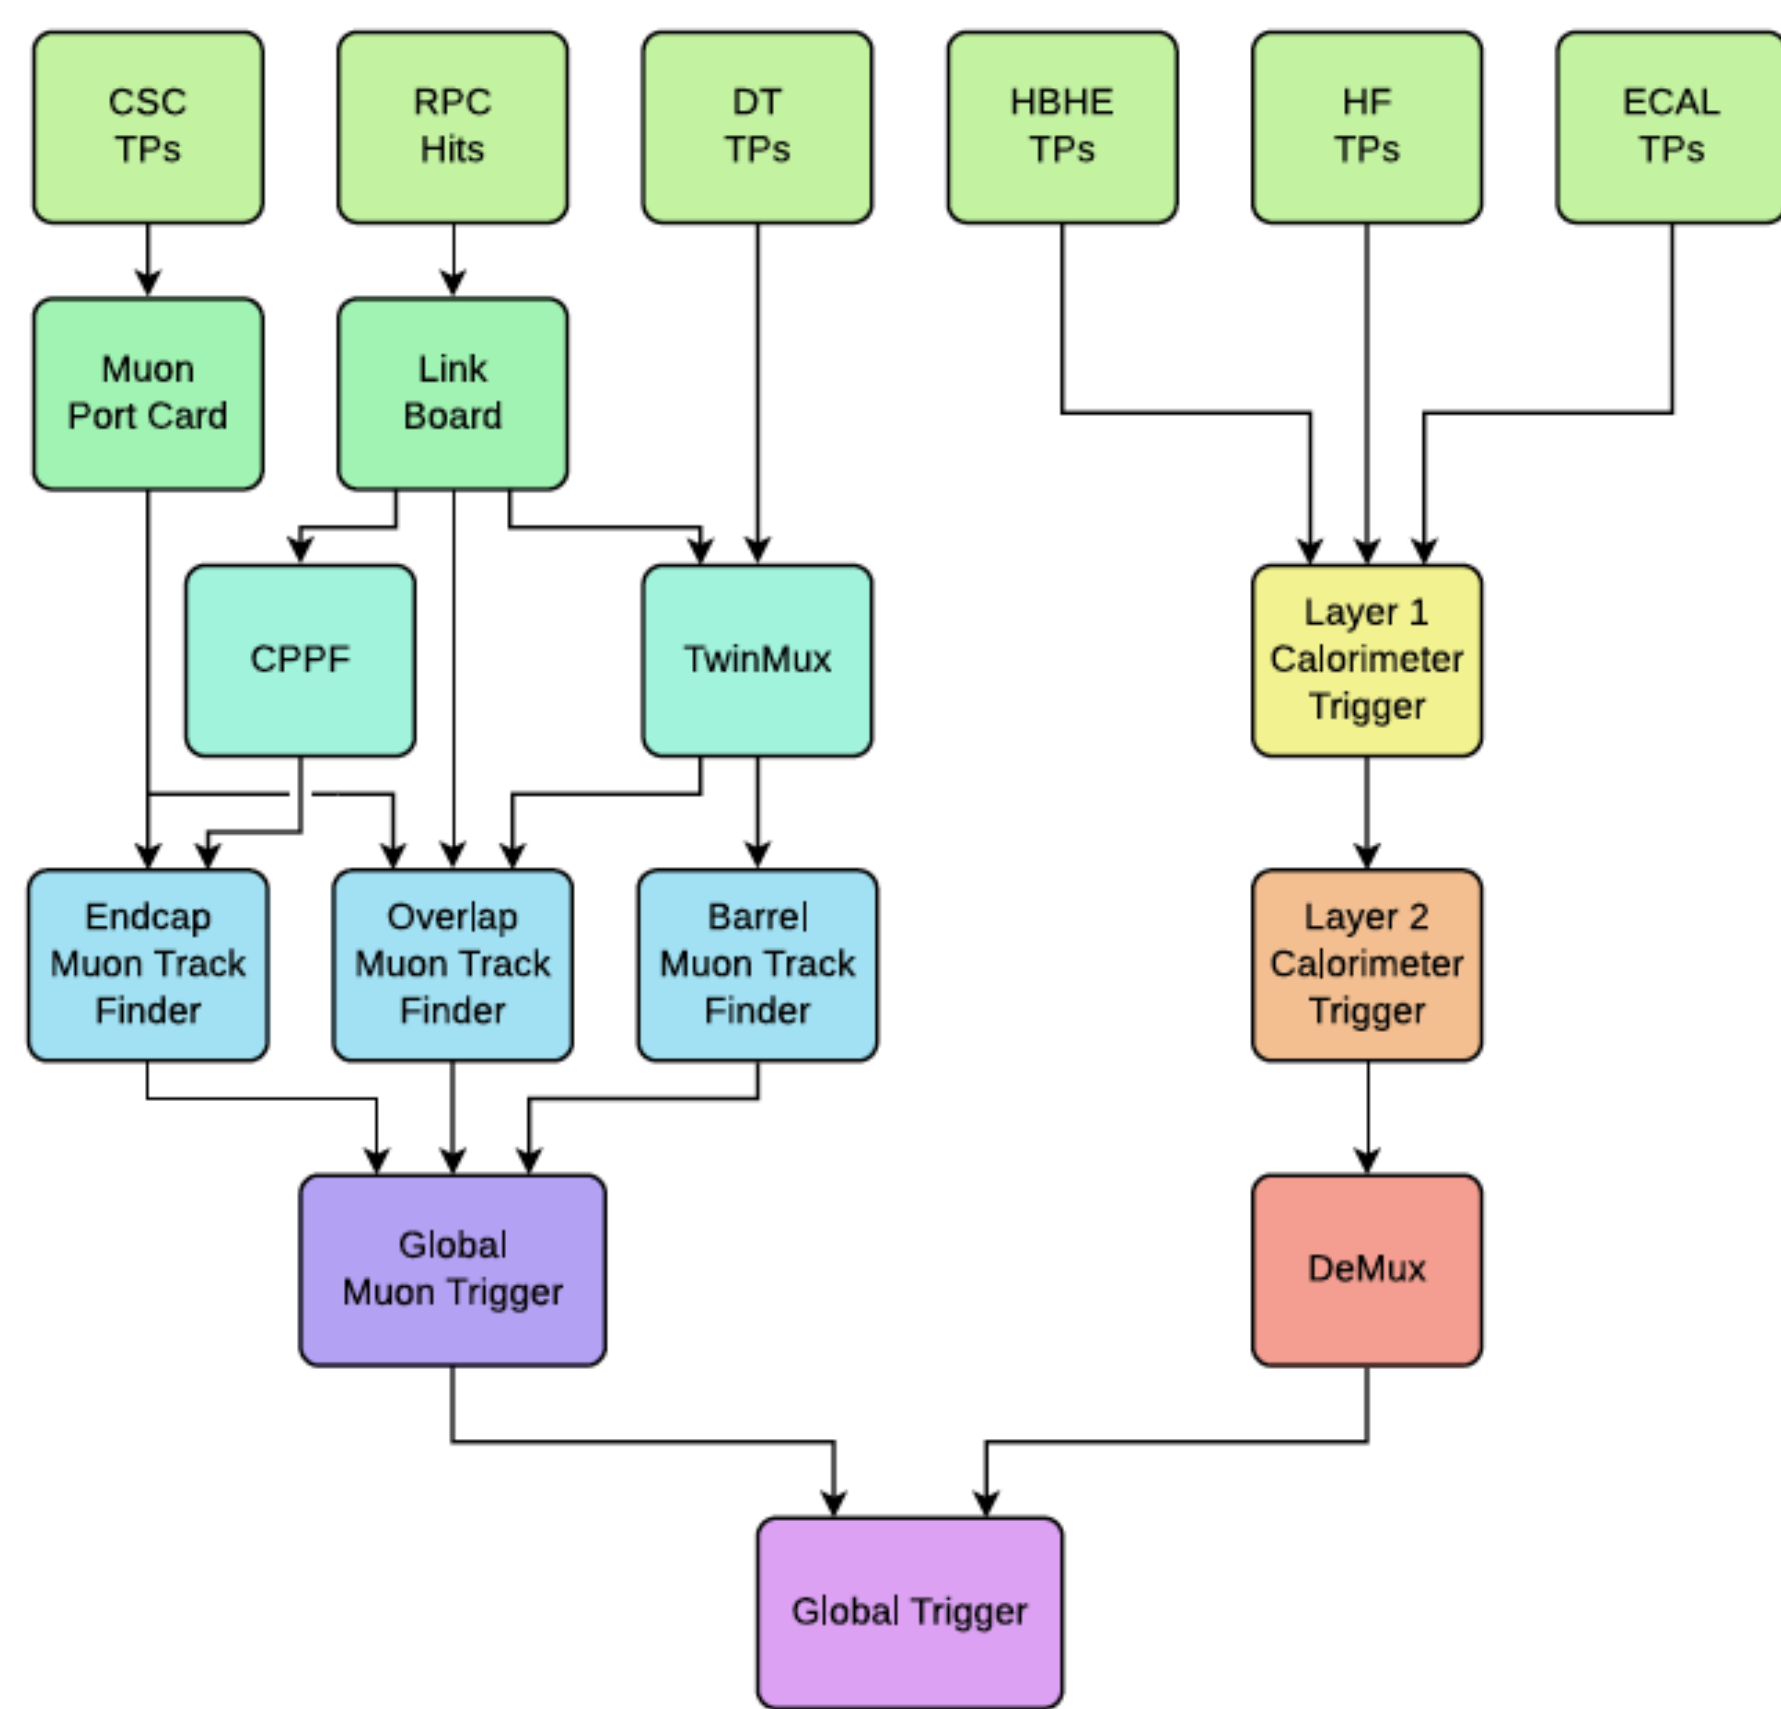 CSC
TPs
RPC
Hits
DT
TPs
HBHE
TPs
HF
TPs
ECAL
TPs
Muon
Port Card
Link
Board
CPPF
TwinMux
Layer 1
Calorimeter
Trigger
Endcap
Muon Track
Finder
Overlap
Muon Track
Finder
Barrel
Muon Track
Finder
Layer 2
Calorimeter
Trigger
Global
Muon Trigger
DeMux
Global Trigger